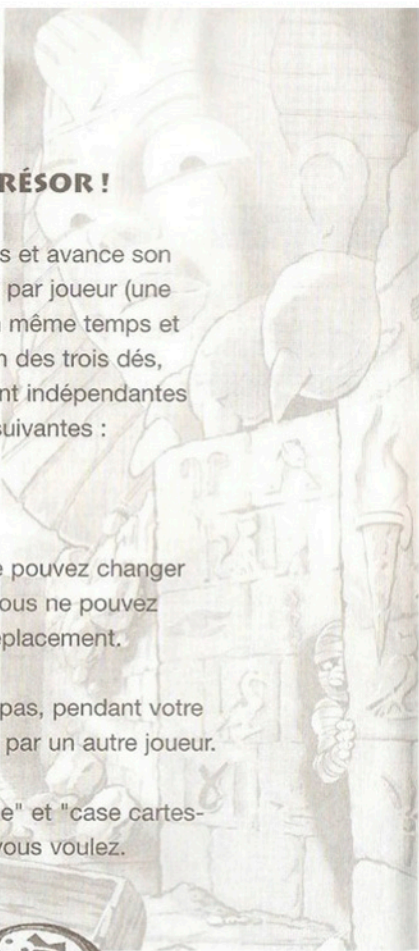 RÉSOR !
s et avance son
par joueur (une
même temps et
n des trois dés,
nt indépendantes
suivantes :
e pouvez changer
ous ne pouvez
placement.
pas, pendant votre
par un autre joueur.
e" et "case cartes-
vous voulez.